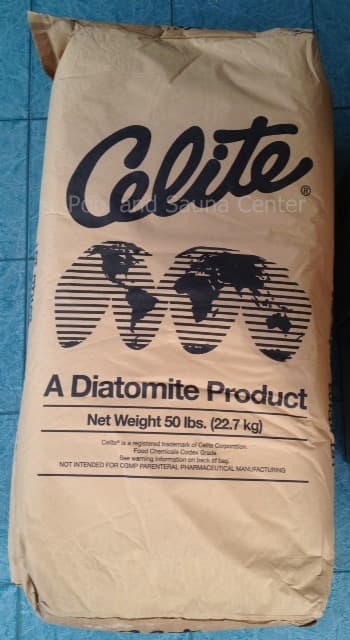 Celite®
Pool and Sauna Center
A Diatomite Product
Net Weight 50 lbs. (22.7 kg)
Celite® is a registered trademark of Celite Corporation.
Food Chemicals Codex Grade
See warning information on back of bag.
NOT INTENDED FOR CGMP PARENTERAL PHARMACEUTICAL MANUFACTURING